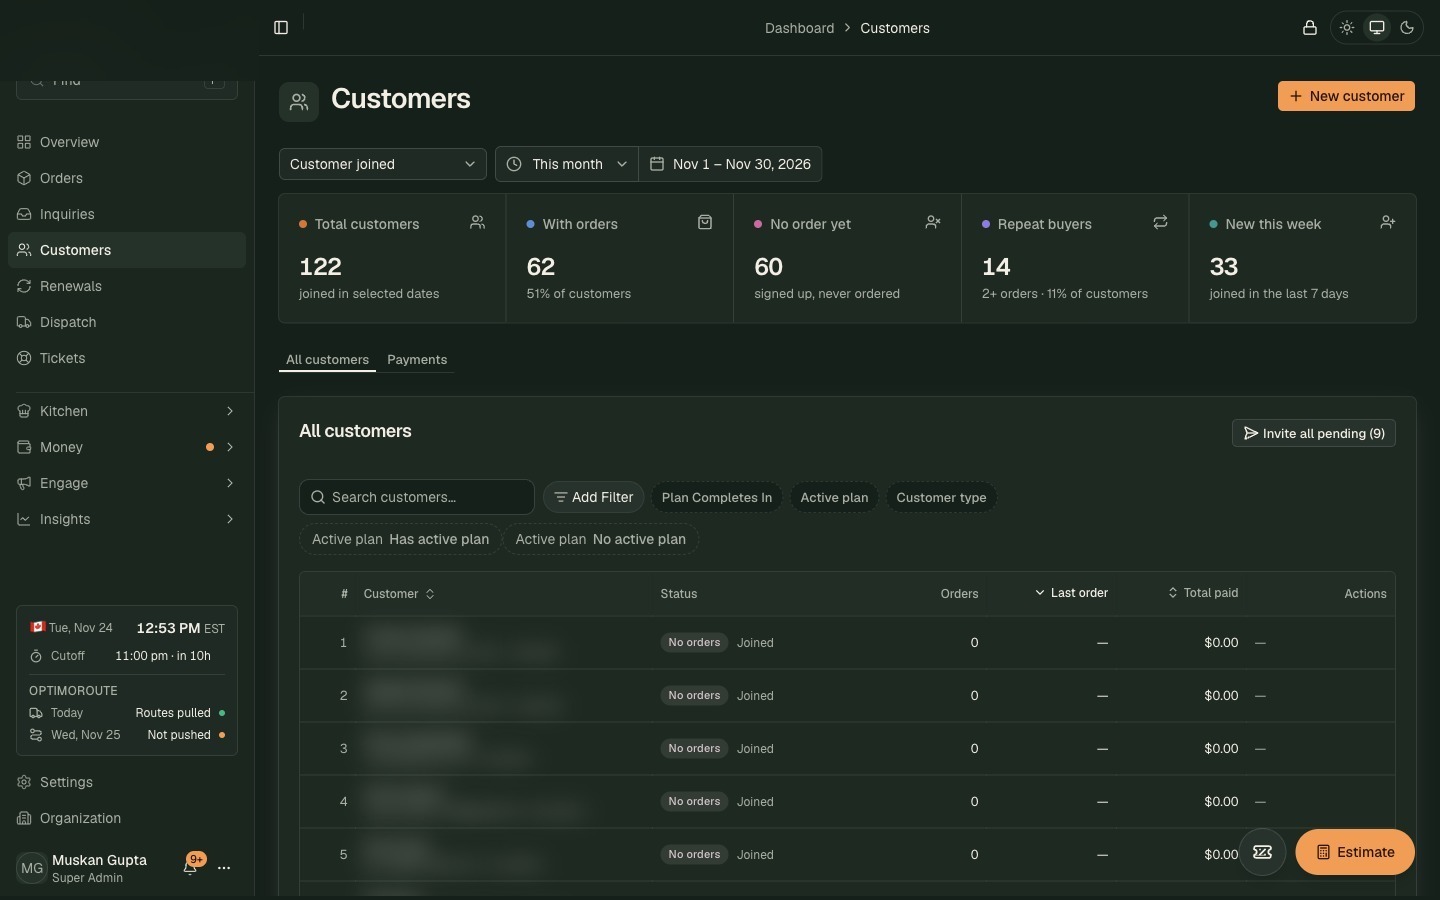 Dashboard > Customers
Find
Customers
New customer
Overview
Orders
Inquiries
Customers
Renewals
Dispatch
Tickets
Kitchen
Money
Engage
Insights
Customer joined
This month
Nov 1 – Nov 30, 2026
Total customers
122
joined in selected dates
With orders
62
51% of customers
No order yet
60
signed up, never ordered
Repeat buyers
14
2+ orders · 11% of customers
New this week
33
joined in the last 7 days
All customers Payments
All customers
Invite all pending (9)
Search customers...
Add Filter
Plan Completes In
Active plan
Customer type
Active plan Has active plan
Active plan No active plan
# Customer Status Orders Last order Total paid Actions
1 No orders Joined 0 — $0.00 —
2 No orders Joined 0 — $0.00 —
3 No orders Joined 0 — $0.00 —
4 No orders Joined 0 — $0.00 —
5 No orders Joined 0 — $0.00
Estimate
Tue, Nov 24 12:53 PM EST
Cutoff 11:00 pm · in 10h
OPTIMOROUTE
Today Routes pulled
Wed, Nov 25 Not pushed
Settings
Organization
MG
Muskan Gupta
Super Admin
9+